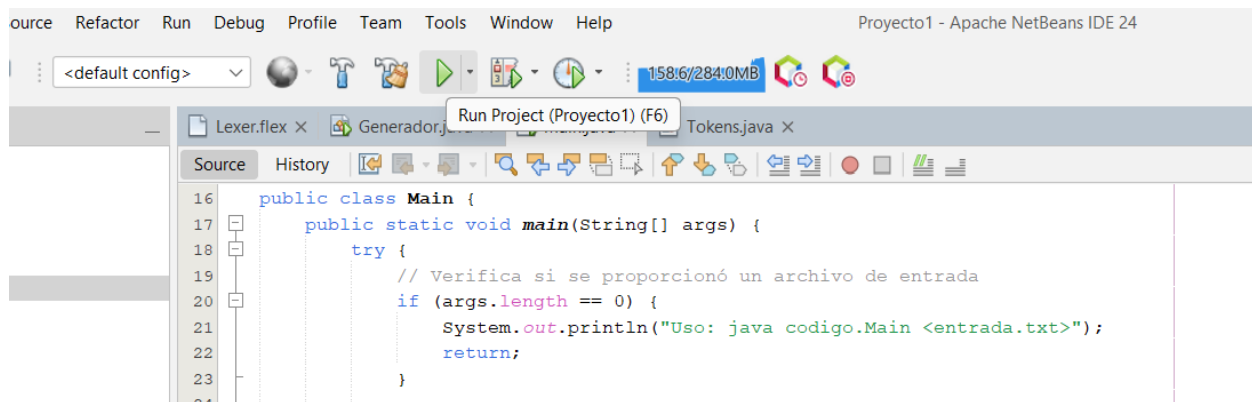 ource Refactor Run Debug Profile Team Tools Window Help Proyecto1 - Apache NetBeans IDE 24
<default config> 158.6/284.0MB
Run Project (Proyecto1) (F6)
Lexer.flex Generador.j Tokens.java
Source History
16 public class Main {
17 public static void main(String[] args) {
18 try {
19 // Verifica si se proporcionó un archivo de entrada
20 if (args.length == 0) {
21 System.out.println("Uso: java codigo.Main <entrada.txt>");
22 return;
23 }